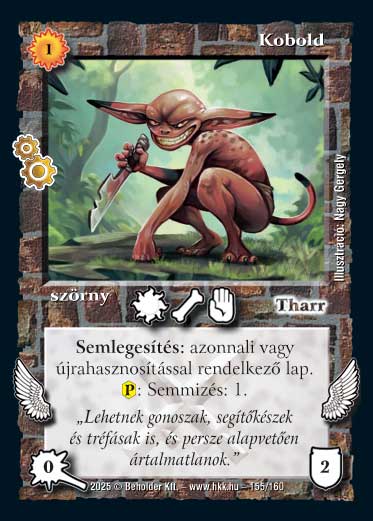 1
Kobold
Illusztráció: Nagy Gergely
szörny
Tharr
Semlegesítés: azonnali vagy
újrahasznosítással rendelkező lap.
P: Semmizés: 1.
„Lehetnek gonoszak, segítőkészek
és tréfásak is, és persze alapvetően
ártalmatlanok.”
0
2
2025 © Beholder Kft. – www.hkk.hu – 155/160